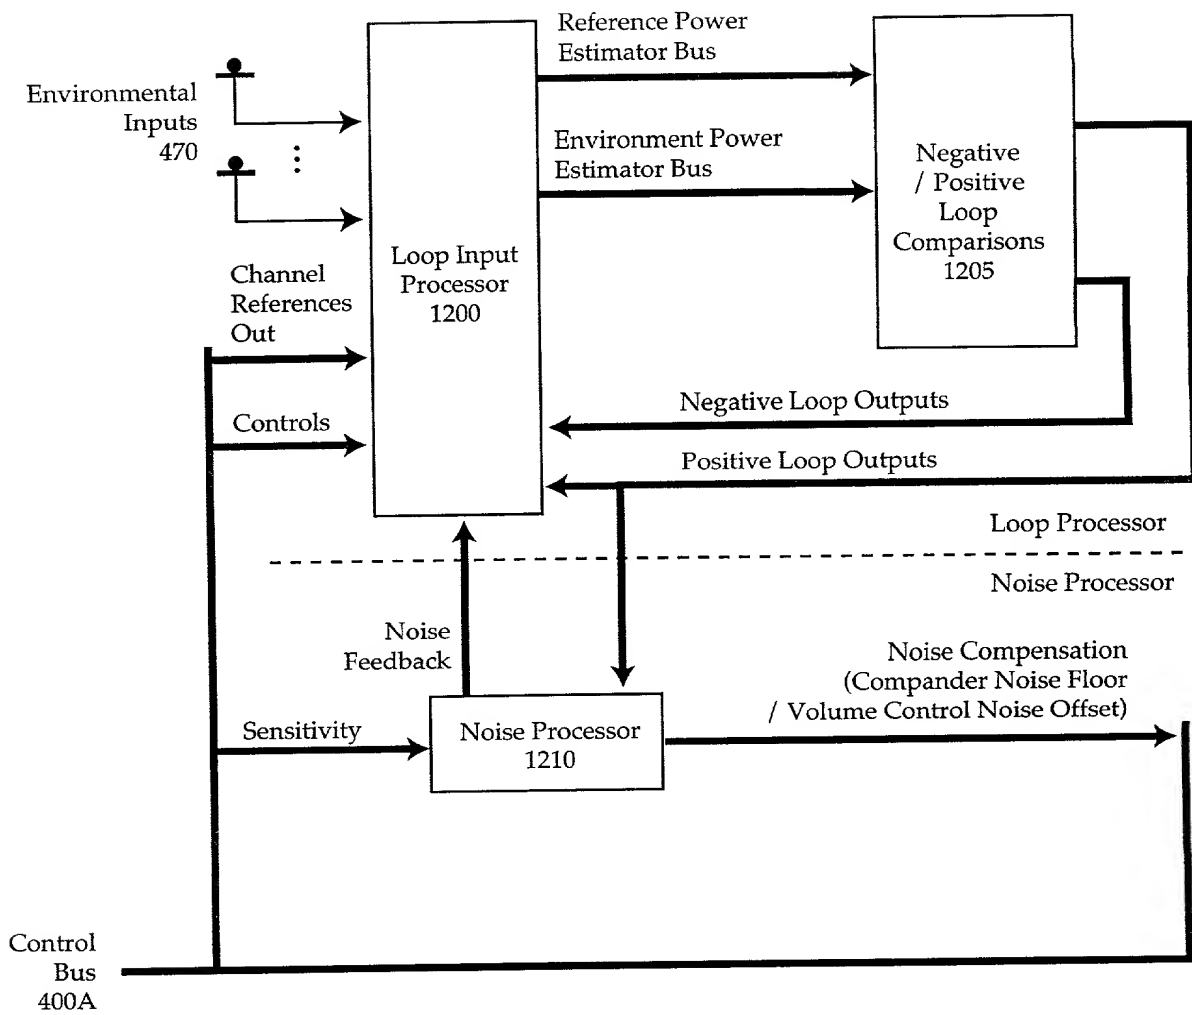 Reference Power
Estimator Bus
Environmental
Inputs
470
Environment Power
Estimator Bus
Negative
/ Positive
Loop
Comparisons
1205
Loop Input
Processor
1200
Channel
References
Out
Controls
Negative Loop Outputs
Positive Loop Outputs
Loop Processor
Noise Processor
Noise
Feedback
Noise Compensation
(Compander Noise Floor
/ Volume Control Noise Offset)
Sensitivity
Noise Processor
1210
Control
Bus
400A